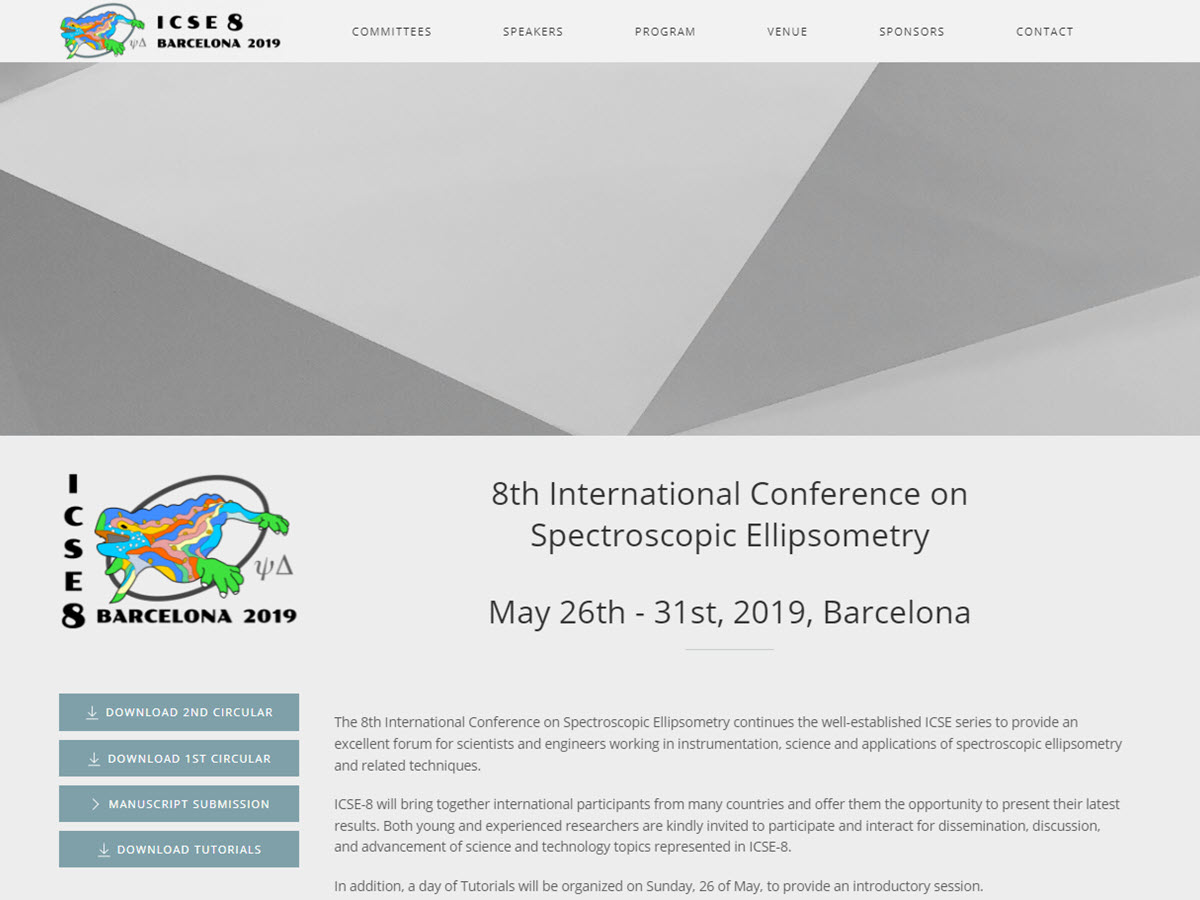 ICSE 8
BARCELONA 2019
ψΔ
COMMITTEES
SPEAKERS
PROGRAM
VENUE
SPONSORS
CONTACT
I
C
S
E
8 BARCELONA 2019
ψΔ
8th International Conference on
Spectroscopic Ellipsometry
May 26th - 31st, 2019, Barcelona
DOWNLOAD 2ND CIRCULAR
DOWNLOAD 1ST CIRCULAR
MANUSCRIPT SUBMISSION
DOWNLOAD TUTORIALS
The 8th International Conference on Spectroscopic Ellipsometry continues the well-established ICSE series to provide an
excellent forum for scientists and engineers working in instrumentation, science and applications of spectroscopic ellipsometry
and related techniques.
ICSE-8 will bring together international participants from many countries and offer them the opportunity to present their latest
results. Both young and experienced researchers are kindly invited to participate and interact for dissemination, discussion,
and advancement of science and technology topics represented in ICSE-8.
In addition, a day of Tutorials will be organized on Sunday, 26 of May, to provide an introductory session.